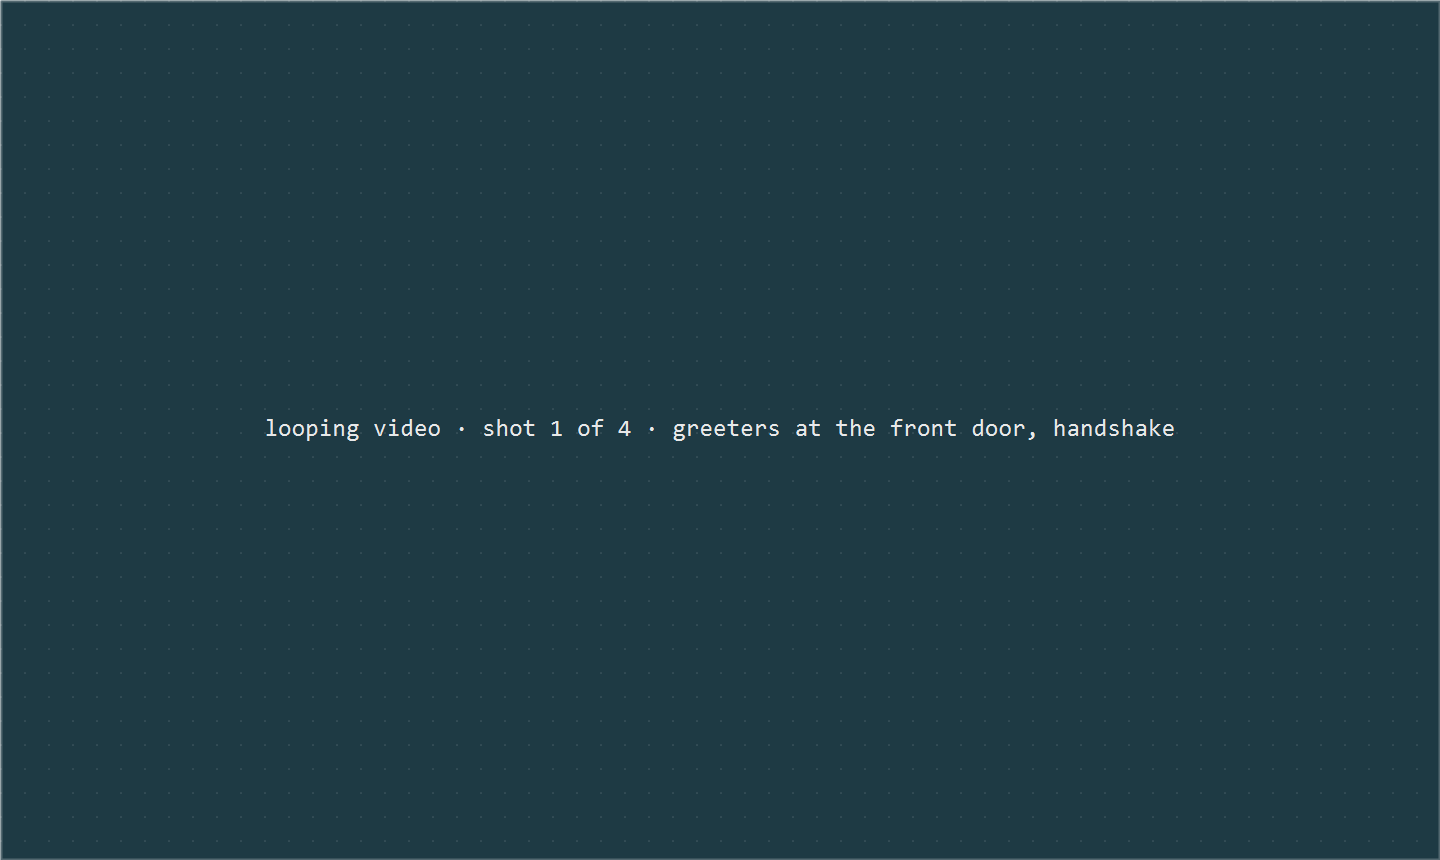 looping video · shot 1 of 4 · greeters at the front door, handshake